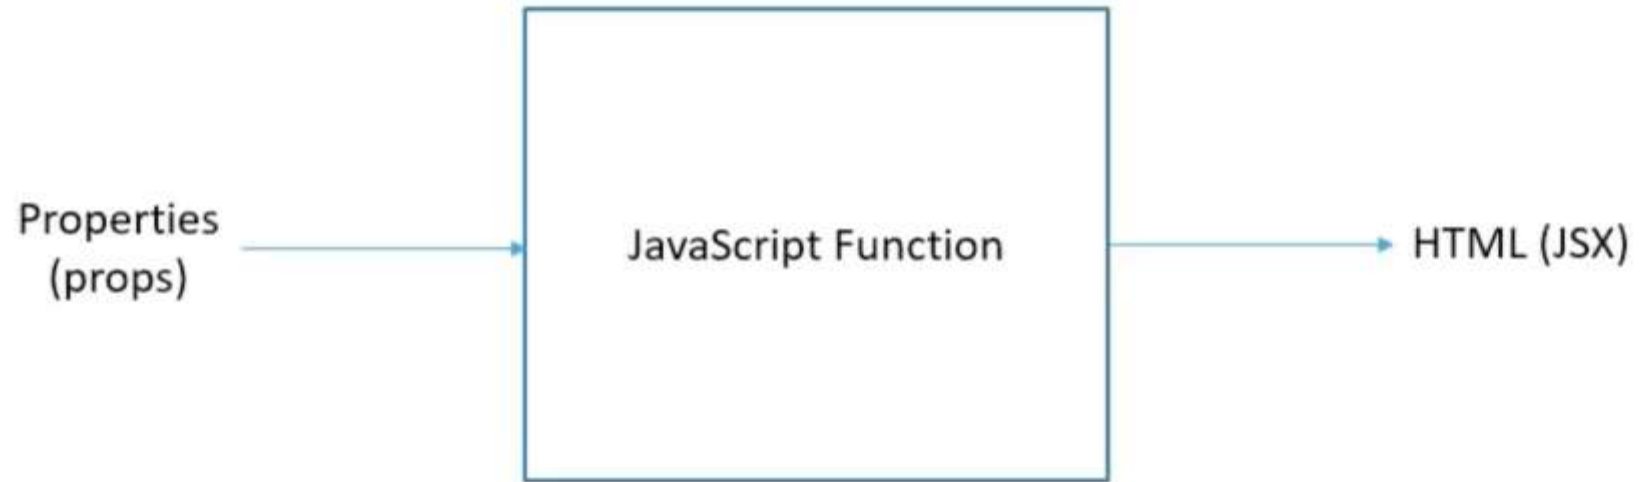 Properties
(props)
JavaScript Function
HTML (JSX)